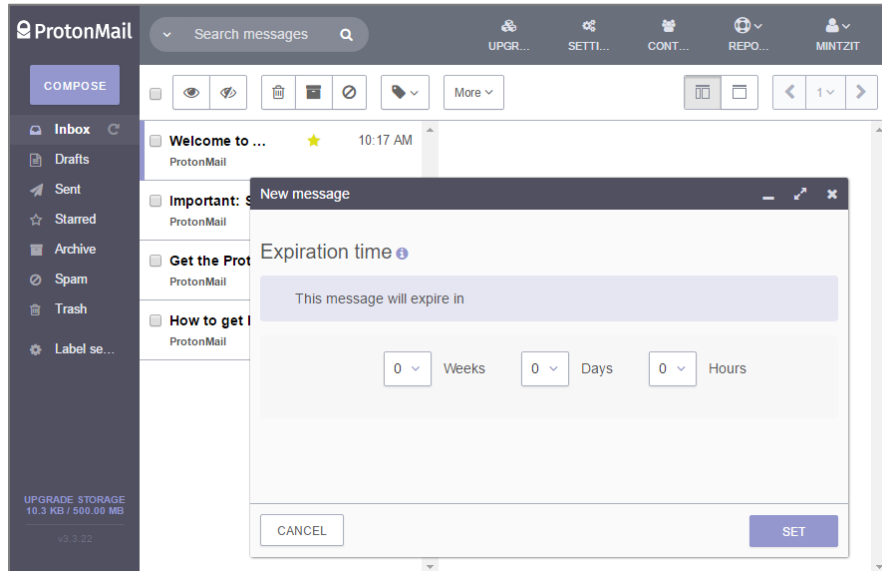 ProtonMail
Search messages
UPGR...
SETTI...
CONT...
REPO...
MINTZIT
COMPOSE
More
1
Inbox
Drafts
Sent
Starred
Archive
Spam
Trash
Label se...
UPGRADE STORAGE
10.3 KB / 500.00 MB
v3.3.22
Welcome to ... 10:17 AM
ProtonMail
Important: S
ProtonMail
Get the Prot
ProtonMail
How to get
ProtonMail
New message
Expiration time
This message will expire in
0 Weeks 0 Days 0 Hours
CANCEL SET